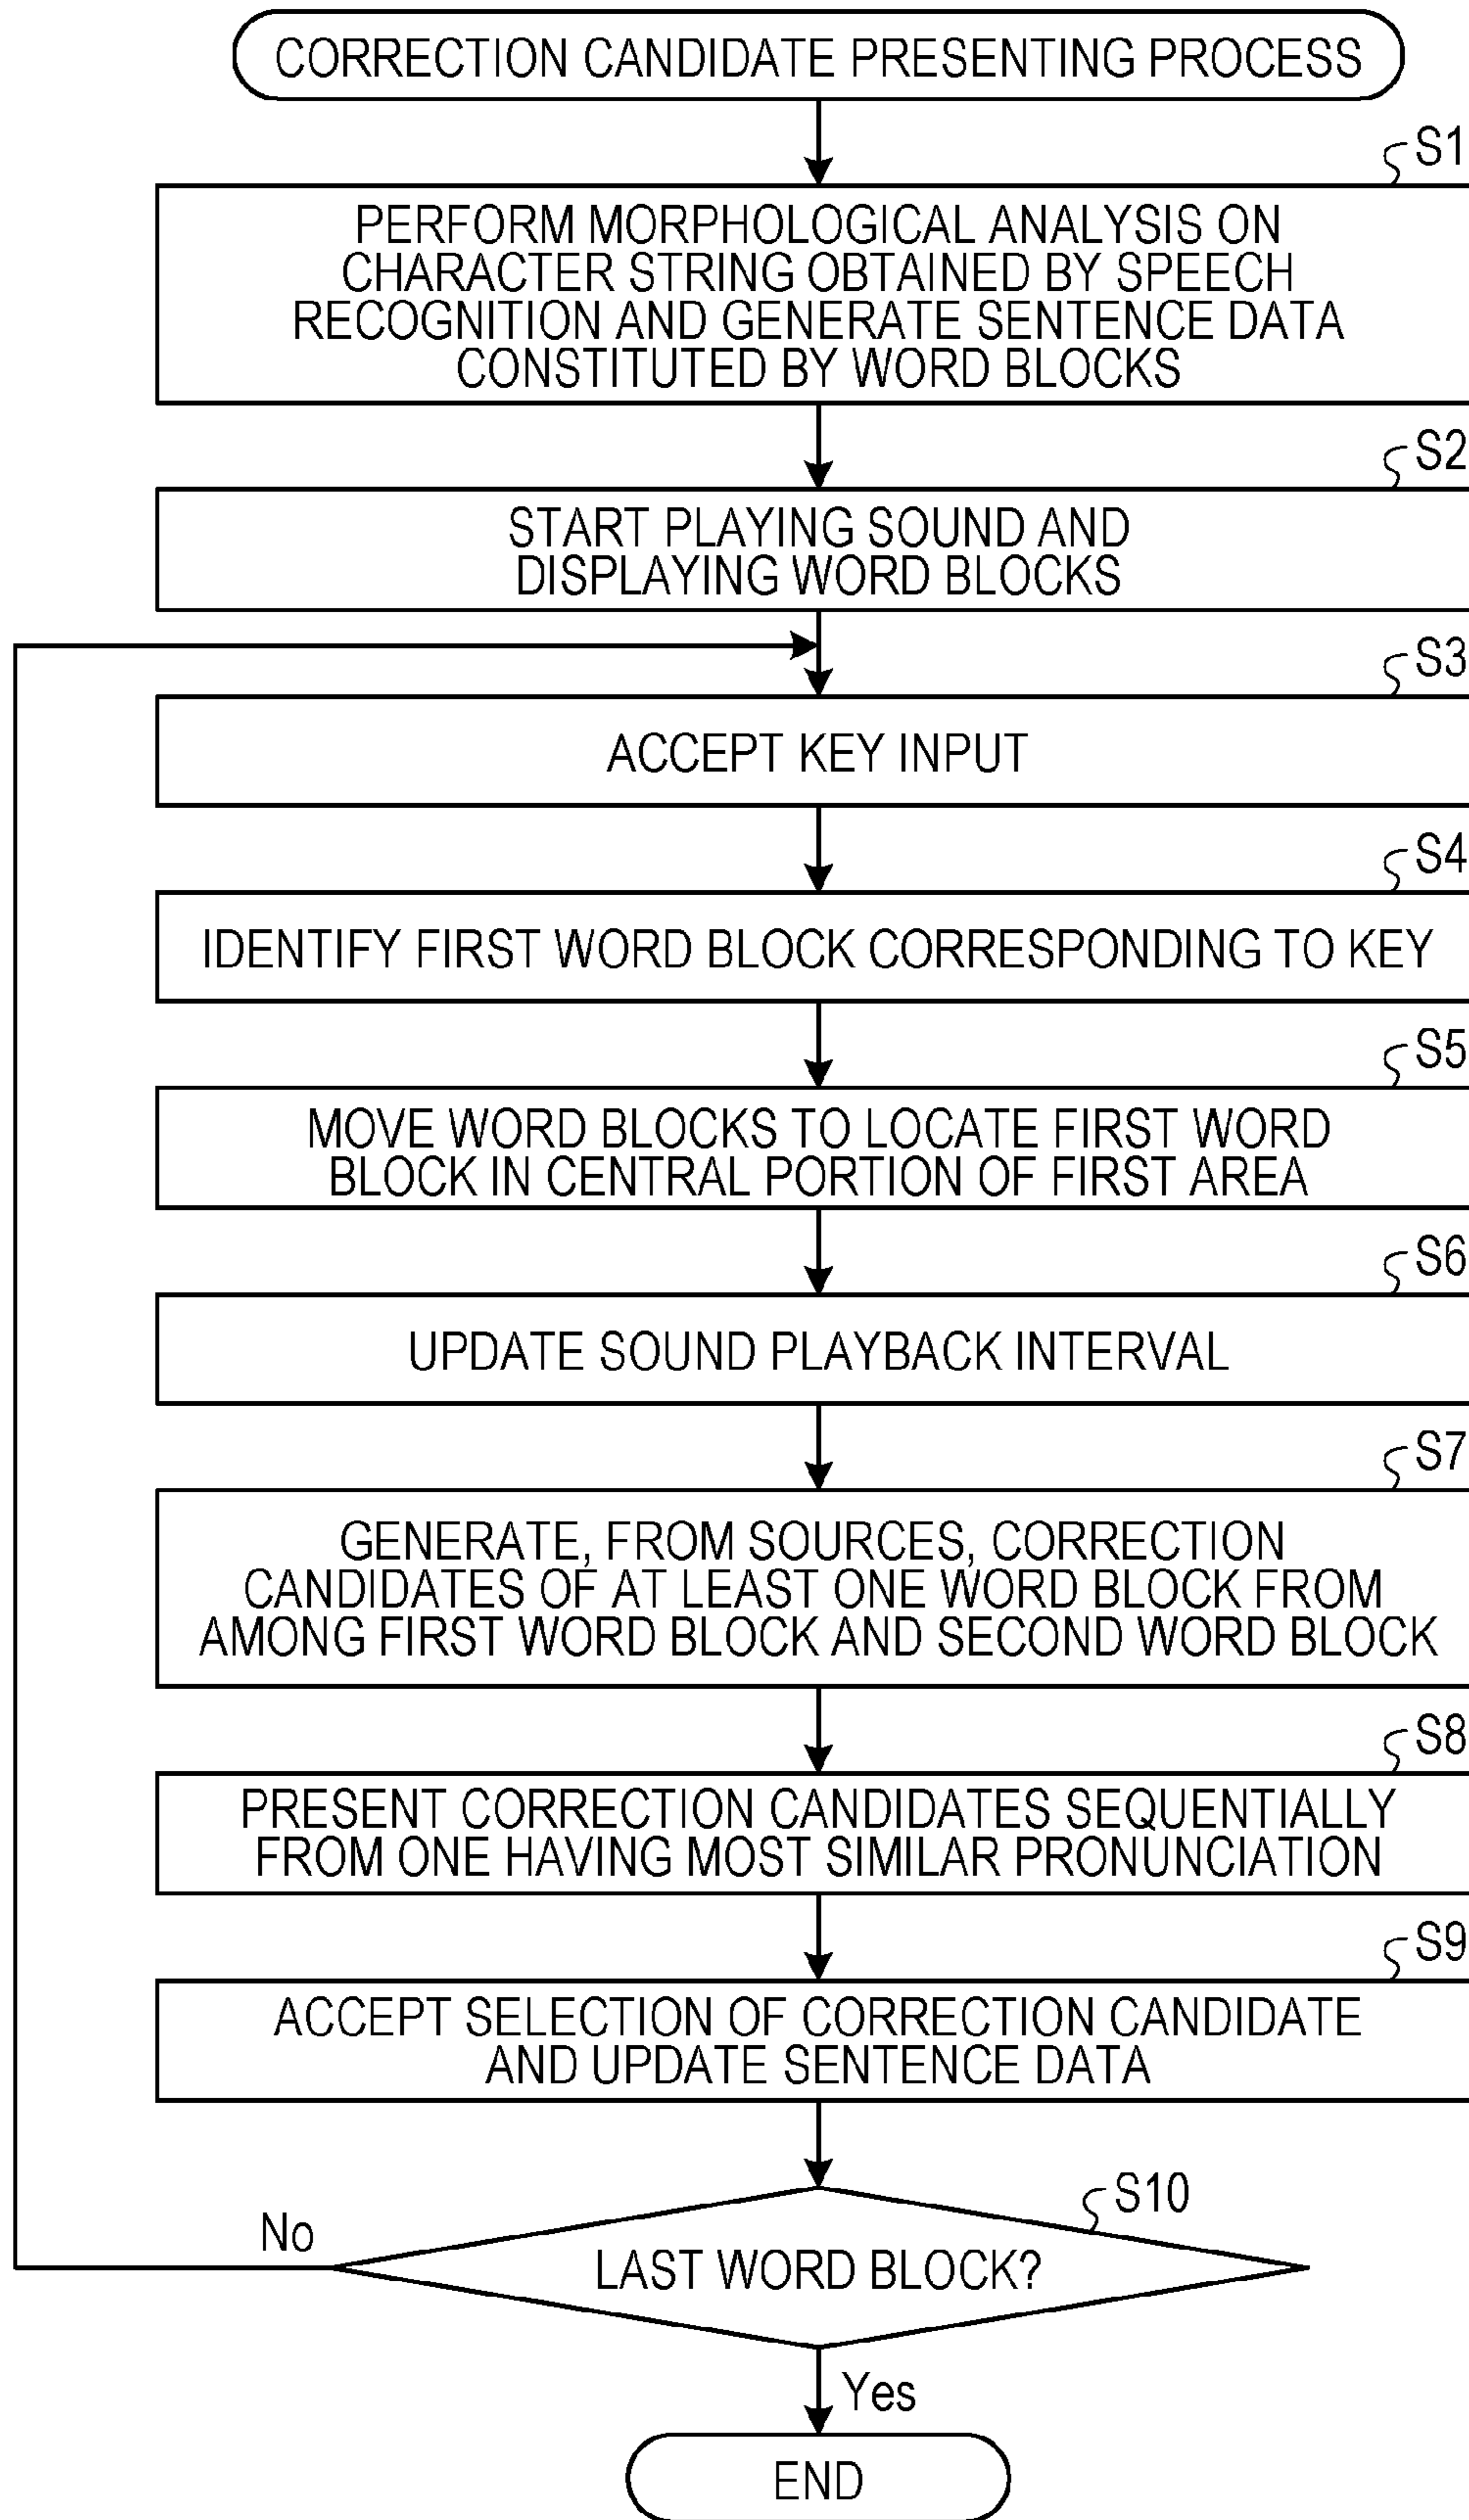 CORRECTION CANDIDATE PRESENTING PROCESS
S1
PERFORM MORPHOLOGICAL ANALYSIS ON
CHARACTER STRING OBTAINED BY SPEECH
RECOGNITION AND GENERATE SENTENCE DATA
CONSTITUTED BY WORD BLOCKS
S2
START PLAYING SOUND AND
DISPLAYING WORD BLOCKS
S3
ACCEPT KEY INPUT
S4
IDENTIFY FIRST WORD BLOCK CORRESPONDING TO KEY
S5
MOVE WORD BLOCKS TO LOCATE FIRST WORD
BLOCK IN CENTRAL PORTION OF FIRST AREA
S6
UPDATE SOUND PLAYBACK INTERVAL
S7
GENERATE, FROM SOURCES, CORRECTION
CANDIDATES OF AT LEAST ONE WORD BLOCK FROM
AMONG FIRST WORD BLOCK AND SECOND WORD BLOCK
S8
PRESENT CORRECTION CANDIDATES SEQUENTIALLY
FROM ONE HAVING MOST SIMILAR PRONUNCIATION
S9
ACCEPT SELECTION OF CORRECTION CANDIDATE
AND UPDATE SENTENCE DATA
S10
No
LAST WORD BLOCK?
Yes
END